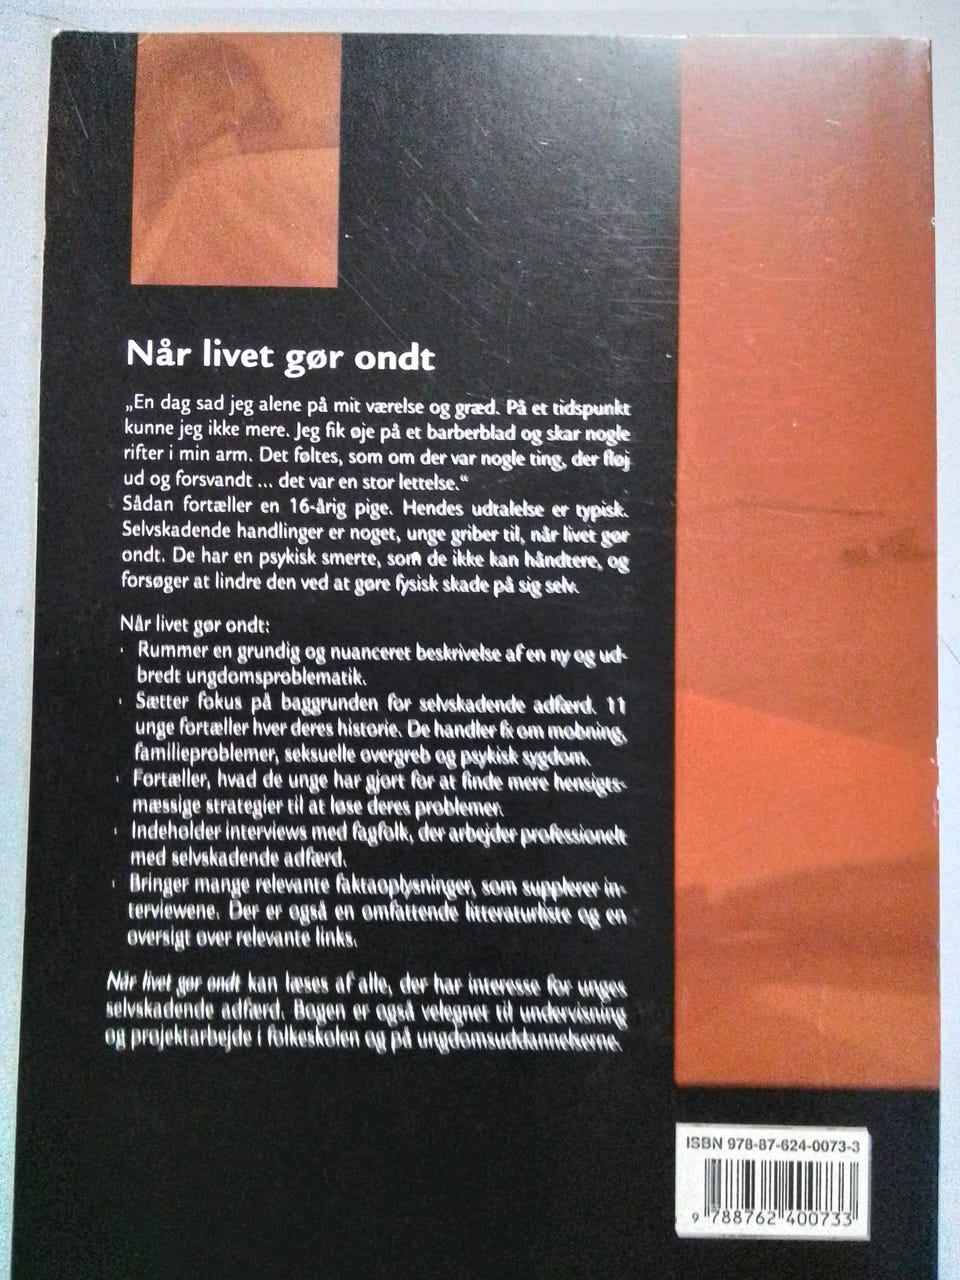 Når livet gør ondt
„En dag sad jeg alene på mit værelse og græd. På et tidspunkt
kunne jeg ikke mere. Jeg fik øje på et barberblad og skar nogle
rifter i min arm. Det føltes, som om der var nogle ting, der fløj
ud og forsvandt ... det var en stor lettelse.“
Sådan fortæller en 16-årig pige. Hendes udtalelse er typisk.
Selvskadende handlinger er noget, unge griber til, når livet gør
ondt. De har en psykisk smerte, som de ikke kan håndtere, og
forsøger at lindre den ved at gøre fysisk skade på sig selv.
Når livet gør ondt:
· Rummer en grundig og nuanceret beskrivelse af en ny og ud-
bredt ungdomsproblematik.
· Sætter fokus på baggrunden for selvskadende adfærd. 11
unge fortæller hver deres historie. De handler fx om mobning,
familieproblemer, seksuelle overgreb og psykisk sygdom.
· Fortæller, hvad de unge har gjort for at finde mere hensigts-
mæssige strategier til at løse deres problemer.
· Indeholder interviews med fagfolk, der arbejder professionelt
med selvskadende adfærd.
· Bringer mange relevante faktaoplysninger, som supplerer in-
terviewene. Der er også en omfattende litteraturliste og en
oversigt over relevante links.
Når livet gør ondt kan læses af alle, der har interesse for unges
selvskadende adfærd. Bogen er også velegnet til undervisning
og projektarbejde i folkeskolen og på ungdomsuddannelserne.
ISBN 978-87-624-0073-3
9 788762 400733